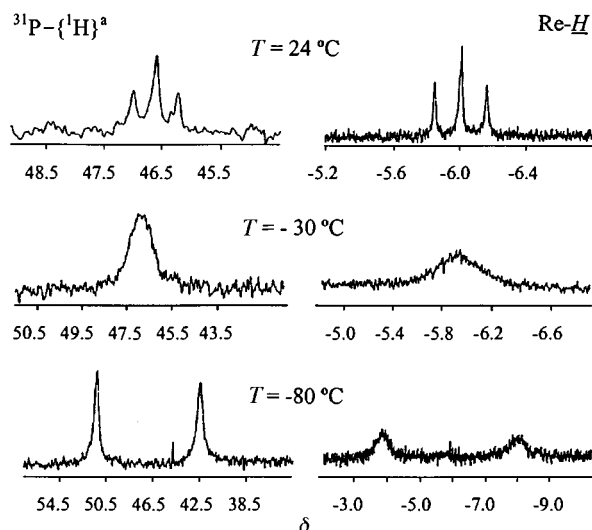 ³¹P–{¹H}ᵃ
Re-H
T = 24 ºC
48.5 47.5 46.5 45.5
-5.2 -5.6 -6.0 -6.4
T = - 30 ºC
50.5 49.5 47.5 45.5 43.5
-5.0 -5.4 -5.8 -6.2 -6.6
T = -80 ºC
54.5 50.5 46.5 42.5 38.5
-3.0 -5.0 -7.0 -9.0
δ